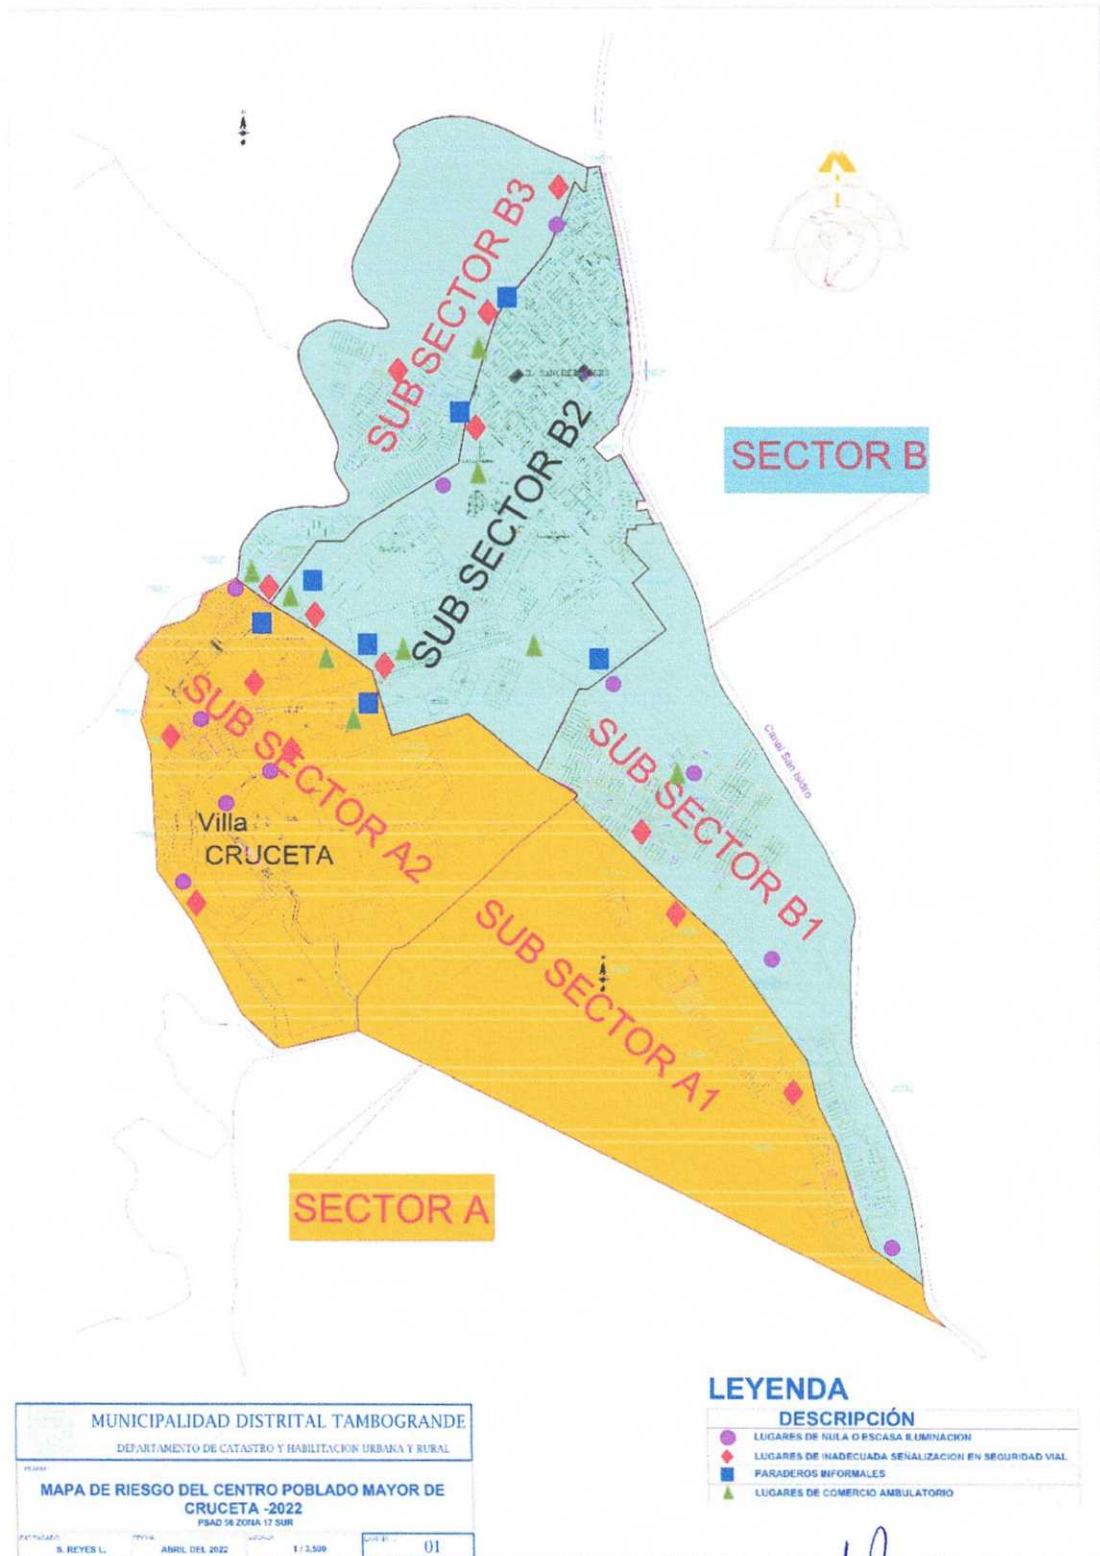 SUB SECTOR B3
SUB SECTOR B2
SECTOR B
SUB SECTOR A2
Villa
CRUCETA
SUB SECTOR B1
Canal San Isidro
SUB SECTOR A1
SECTOR A
LEYENDA
DESCRIPCIÓN
LUGARES DE NULA O ESCASA ILUMINACION
LUGARES DE INADECUADA SEÑALIZACION EN SEGURIDAD VIAL
PARADEROS INFORMALES
LUGARES DE COMERCIO AMBULATORIO
MUNICIPALIDAD DISTRITAL TAMBOGRANDE
DEPARTAMENTO DE CATASTRO Y HABILITACION URBANA Y RURAL
MAPA DE RIESGO DEL CENTRO POBLADO MAYOR DE
CRUCETA -2022
PSAD 56 ZONA 17 SUR
S. REYES L.
ABRIL DEL 2022
1 / 3,500
01